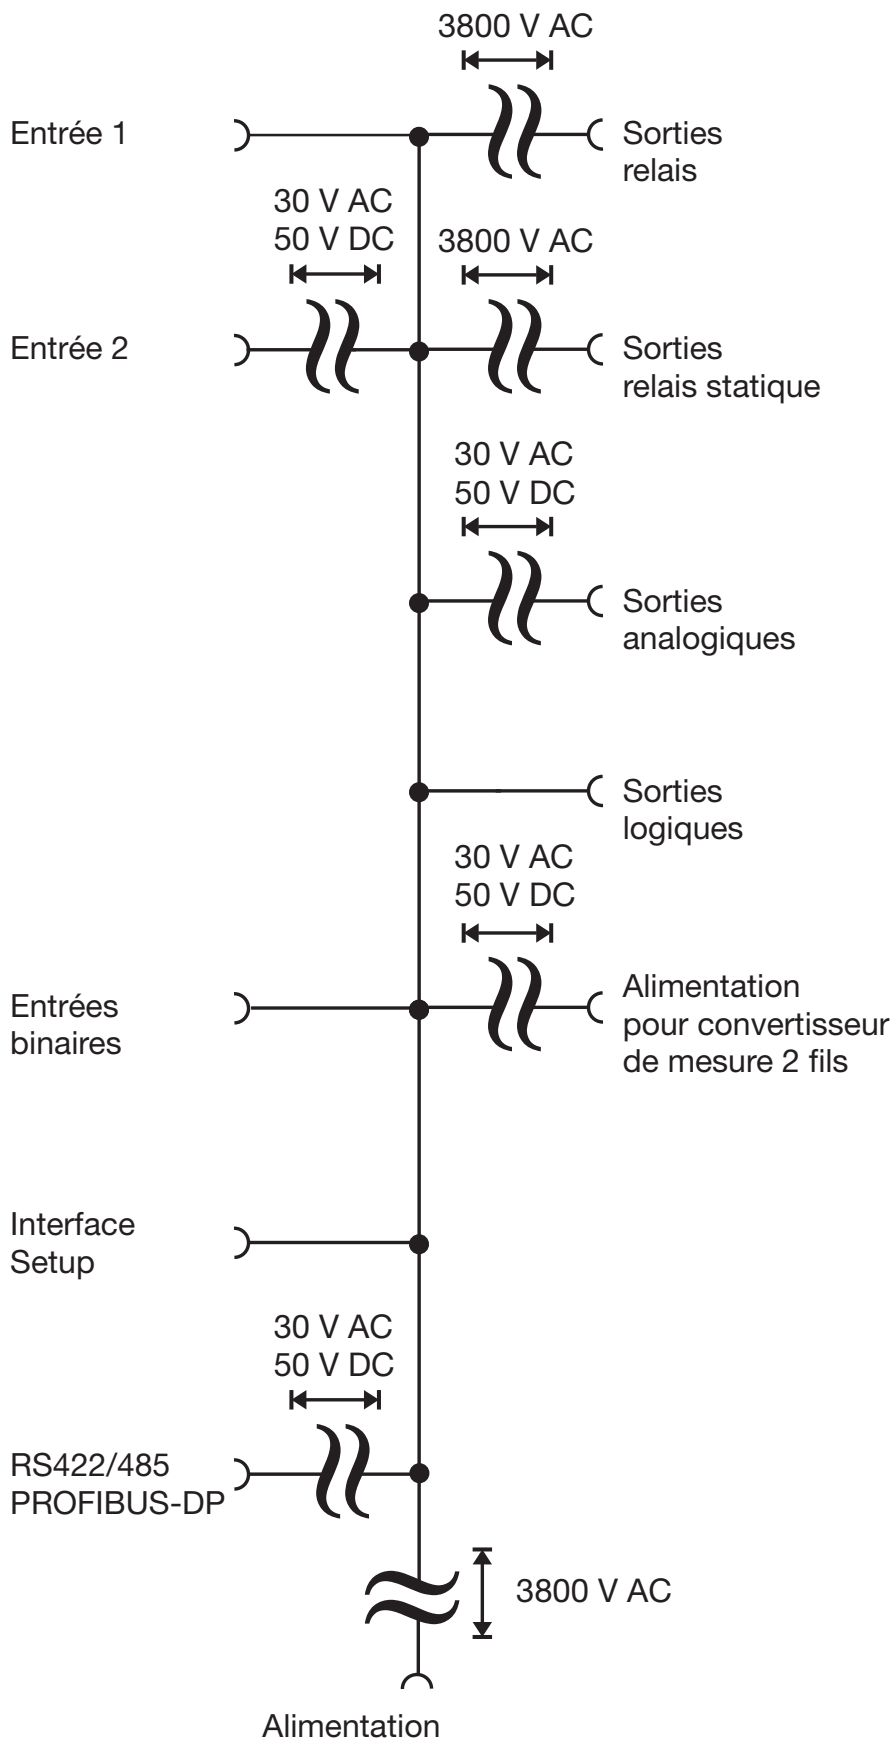 3800 V AC
Entrée 1
Sorties
relais
30 V AC
50 V DC
3800 V AC
Entrée 2
Sorties
relais statique
30 V AC
50 V DC
Sorties
analogiques
Sorties
logiques
30 V AC
50 V DC
Entrées
binaires
Alimentation
pour convertisseur
de mesure 2 fils
Interface
Setup
30 V AC
50 V DC
RS422/485
PROFIBUS-DP
3800 V AC
Alimentation